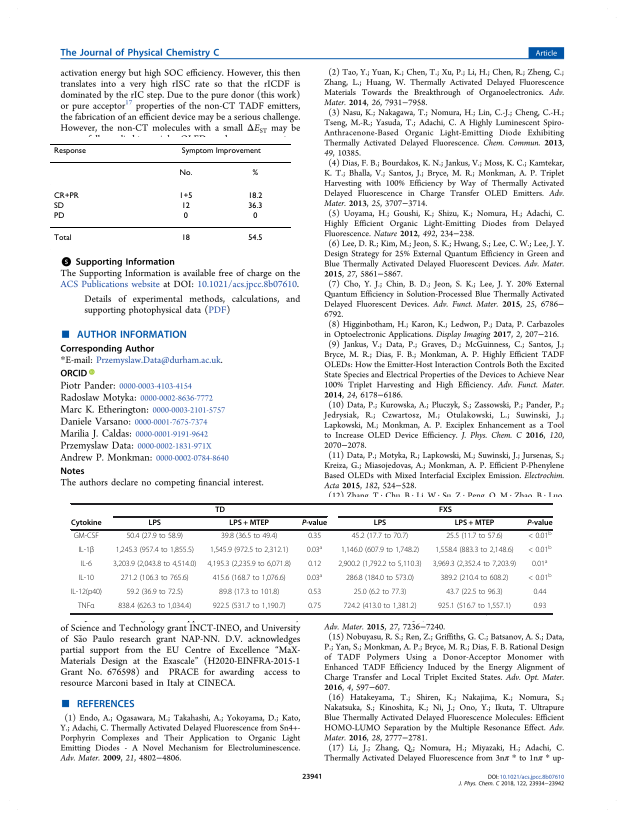 The Journal of Physical Chemistry C
Article
activation energy but high SOC efficiency. However, this then
translates into a very high rISC rate so that the rICDF is
dominated by the rIC step. Due to the pure donor (this work)
or pure acceptor17 properties of the non-CT TADF emitters,
the fabrication of an efficient device may be a serious challenge.
However, the non-CT molecules with a small ΔEST may be
Response Symptom Improvement
No. %
CR+PR 1+5 18.2
SD 12 36.3
PD 0 0
Total 18 54.5
S Supporting Information
The Supporting Information is available free of charge on the
ACS Publications website at DOI: 10.1021/acs.jpcc.8b07610.
Details of experimental methods, calculations, and
supporting photophysical data (PDF)
■ AUTHOR INFORMATION
Corresponding Author
*E-mail: Przemyslaw.Data@durham.ac.uk.
ORCID
Piotr Pander: 0000-0003-4103-4154
Radoslaw Motyka: 0000-0002-8636-7772
Marc K. Etherington: 0000-0003-2101-5757
Daniele Varsano: 0000-0001-7675-7374
Marilia J. Caldas: 0000-0001-9191-9642
Przemyslaw Data: 0000-0002-1831-971X
Andrew P. Monkman: 0000-0002-0784-8640
Notes
The authors declare no competing financial interest.
(2) Tao, Y.; Yuan, K.; Chen, T.; Xu, P.; Li, H.; Chen, R.; Zheng, C.;
Zhang, L.; Huang, W. Thermally Activated Delayed Fluorescence
Materials Towards the Breakthrough of Organoelectronics. Adv.
Mater. 2014, 26, 7931−7958.
(3) Nasu, K.; Nakagawa, T.; Nomura, H.; Lin, C.-J.; Cheng, C.-H.;
Tseng, M.-R.; Yasuda, T.; Adachi, C. A Highly Luminescent Spiro-
Anthracenone-Based Organic Light-Emitting Diode Exhibiting
Thermally Activated Delayed Fluorescence. Chem. Commun. 2013,
49, 10385.
(4) Dias, F. B.; Bourdakos, K. N.; Jankus, V.; Moss, K. C.; Kamtekar,
K. T.; Bhalla, V.; Santos, J.; Bryce, M. R.; Monkman, A. P. Triplet
Harvesting with 100% Efficiency by Way of Thermally Activated
Delayed Fluorescence in Charge Transfer OLED Emitters. Adv.
Mater. 2013, 25, 3707−3714.
(5) Uoyama, H.; Goushi, K.; Shizu, K.; Nomura, H.; Adachi, C.
Highly Efficient Organic Light-Emitting Diodes from Delayed
Fluorescence. Nature 2012, 492, 234−238.
(6) Lee, D. R.; Kim, M.; Jeon, S. K.; Hwang, S.; Lee, C. W.; Lee, J. Y.
Design Strategy for 25% External Quantum Efficiency in Green and
Blue Thermally Activated Delayed Fluorescent Devices. Adv. Mater.
2015, 27, 5861−5867.
(7) Cho, Y. J.; Chin, B. D.; Jeon, S. K.; Lee, J. Y. 20% External
Quantum Efficiency in Solution-Processed Blue Thermally Activated
Delayed Fluorescent Devices. Adv. Funct. Mater. 2015, 25, 6786−
6792.
(8) Higginbotham, H.; Karon, K.; Ledwon, P.; Data, P. Carbazoles
in Optoelectronic Applications. Display Imaging 2017, 2, 207−216.
(9) Jankus, V.; Data, P.; Graves, D.; McGuinness, C.; Santos, J.;
Bryce, M. R.; Dias, F. B.; Monkman, A. P. Highly Efficient TADF
OLEDs: How the Emitter-Host Interaction Controls Both the Excited
State Species and Electrical Properties of the Devices to Achieve Near
100% Triplet Harvesting and High Efficiency. Adv. Funct. Mater.
2014, 24, 6178−6186.
(10) Data, P.; Kurowska, A.; Pluczyk, S.; Zassowski, P.; Pander, P.;
Jedrysiak, R.; Czwartosz, M.; Otulakowski, L.; Suwinski, J.;
Lapkowski, M.; Monkman, A. P. Exciplex Enhancement as a Tool
to Increase OLED Device Efficiency. J. Phys. Chem. C 2016, 120,
2070−2078.
(11) Data, P.; Motyka, R.; Lapkowski, M.; Suwinski, J.; Jursenas, S.;
Kreiza, G.; Miasojedovas, A.; Monkman, A. P. Efficient P-Phenylene
Based OLEDs with Mixed Interfacial Exciplex Emission. Electrochim.
Acta 2015, 182, 524−528.
(12) Zhang, T.; Chu, B.; Li, W.; Su, Z.; Peng, Q. M.; Zhao, B.; Luo,
TD FXS
Cytokine LPS LPS + MTEP P-value LPS LPS + MTEP P-value
GM-CSF 50.4 (27.9 to 58.9) 39.8 (36.5 to 49.4) 0.35 45.2 (17.7 to 70.7) 25.5 (11.7 to 57.6) < 0.01b
IL-1β 1,245.3 (957.4 to 1,855.5) 1,545.9 (972.5 to 2,312.1) 0.03a 1,146.0 (607.9 to 1,748.2) 1,558.4 (883.3 to 2,148.6) < 0.01b
IL-6 3,203.9 (2,043.8 to 4,514.0) 4,195.3 (2,235.9 to 6,071.8) 0.12 2,900.2 (1,792.2 to 5,110.3) 3,969.3 (2,352.4 to 7,203.9) 0.01a
IL-10 271.2 (106.3 to 765.6) 415.6 (168.7 to 1,076.6) 0.03a 286.8 (184.0 to 573.0) 389.2 (210.4 to 608.2) < 0.01b
IL-12(p40) 59.2 (36.9 to 72.5) 89.8 (17.3 to 101.8) 0.53 25.0 (6.2 to 77.3) 43.7 (22.5 to 96.3) 0.44
TNFα 838.4 (626.3 to 1,034.4) 922.5 (531.7 to 1,190.7) 0.75 724.2 (413.0 to 1,381.2) 925.1 (516.7 to 1,557.1) 0.93
of Science and Technology grant INCT-INEO, and University
of São Paulo research grant NAP-NN. D.V. acknowledges
partial support from the EU Centre of Excellence “MaX-
Materials Design at the Exascale” (H2020-EINFRA-2015-1
Grant No. 676598) and PRACE for awarding access to
resource Marconi based in Italy at CINECA.
■ REFERENCES
(1) Endo, A.; Ogasawara, M.; Takahashi, A.; Yokoyama, D.; Kato,
Y.; Adachi, C. Thermally Activated Delayed Fluorescence from Sn4+-
Porphyrin Complexes and Their Application to Organic Light
Emitting Diodes - A Novel Mechanism for Electroluminescence.
Adv. Mater. 2009, 21, 4802−4806.
Mater. 2015, 27, 7236−7240.
(15) Nobuyasu, R. S.; Ren, Z.; Griffiths, G. C.; Batsanov, A. S.; Data,
P.; Yan, S.; Monkman, A. P.; Bryce, M. R.; Dias, F. B. Rational Design
of TADF Polymers Using a Donor-Acceptor Monomer with
Enhanced TADF Efficiency Induced by the Energy Alignment of
Charge Transfer and Local Triplet Excited States. Adv. Opt. Mater.
2016, 4, 597−607.
(16) Hatakeyama, T.; Shiren, K.; Nakajima, K.; Nomura, S.;
Nakatsuka, S.; Kinoshita, K.; Ni, J.; Ono, Y.; Ikuta, T. Ultrapure
Blue Thermally Activated Delayed Fluorescence Molecules: Efficient
HOMO-LUMO Separation by the Multiple Resonance Effect. Adv.
Mater. 2016, 28, 2777−2781.
(17) Li, J.; Zhang, Q.; Nomura, H.; Miyazaki, H.; Adachi, C.
Thermally Activated Delayed Fluorescence from 3nπ * to 1nπ * up-
23941
DOI: 10.1021/acs.jpcc.8b07610
J. Phys. Chem. C 2018, 122, 23934−23942